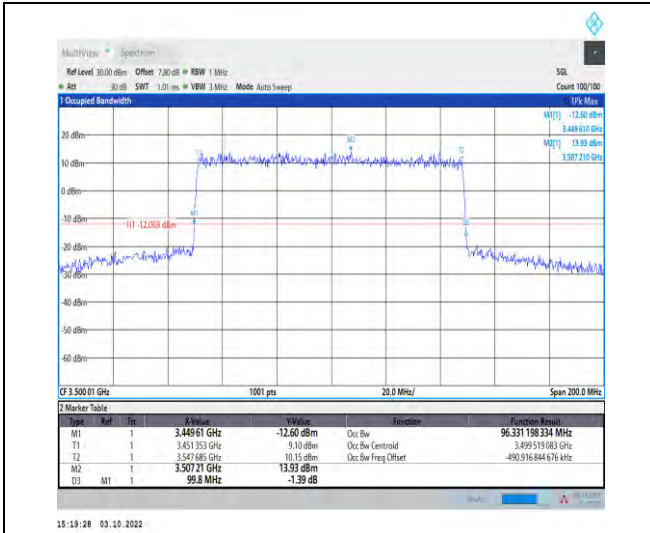 MultiView Spectrum
Ref Level 30.00 dBm Offset 7.80 dB RBW 1 MHz SGL
Att 30 dB SWT 1.01 ms VBW 3 MHz Mode Auto Sweep Count 100/100
1 Occupied Bandwidth 1Pk Max
M1[1] -12.60 dBm
3.449 610 GHz
M2[1] 13.93 dBm
3.507 210 GHz
20 dBm
M2
T1 T2
10 dBm
0 dBm
M1
-10 dBm
H1 -12.069 dBm
D3
-20 dBm
-30 dBm
-40 dBm
-50 dBm
-60 dBm
CF 3.500 01 GHz 1001 pts 20.0 MHz/ Span 200.0 MHz
2 Marker Table
Type Ref Trc X-Value Y-Value Function Function Result
M1 1 3.449 61 GHz -12.60 dBm Occ Bw 96.331 198 334 MHz
T1 1 3.451 353 GHz 9.10 dBm Occ Bw Centroid 3.499 519 083 GHz
T2 1 3.547 685 GHz 10.15 dBm Occ Bw Freq Offset -490.916 844 676 kHz
M2 1 3.507 21 GHz 13.93 dBm
D3 M1 1 99.8 MHz -1.39 dB
15:19:28 03.10.2022